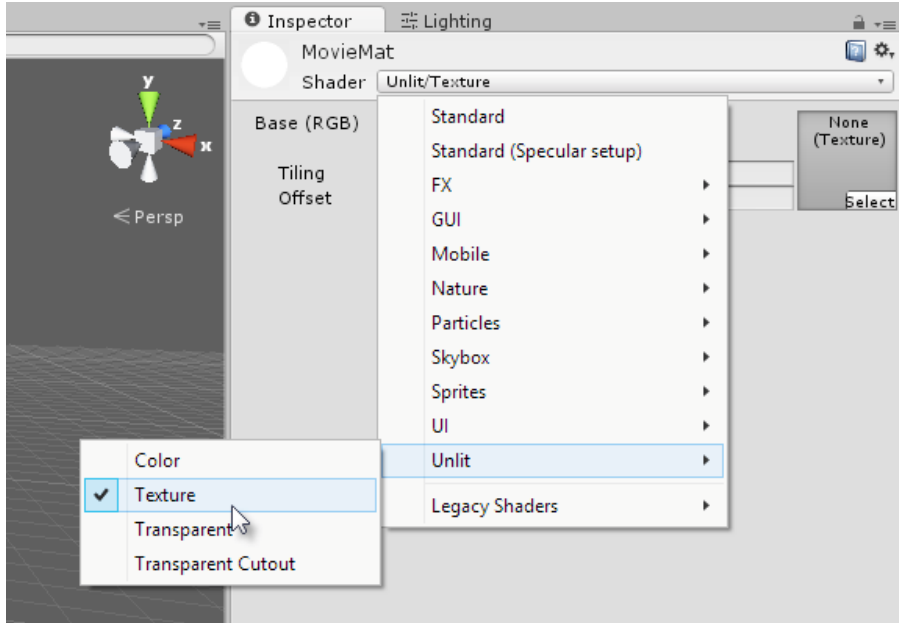 Inspector
Lighting
MovieMat
Shader
Unlit/Texture
y
z
x
Persp
Base (RGB)
Tiling
Offset
None
(Texture)
Select
Standard
Standard (Specular setup)
FX
GUI
Mobile
Nature
Particles
Skybox
Sprites
UI
Unlit
Legacy Shaders
Color
Texture
Transparent
Transparent Cutout